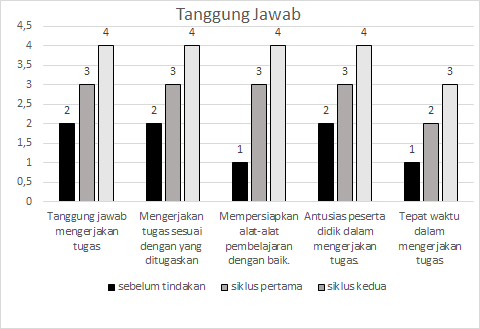 Tanggung Jawab
4,5
4
3,5
3
2,5
2
1,5
1
0,5
0
2 3 4
2 3 4
1 3 4
2 3 4
1 2 3
Tanggung jawab
mengerjakan
tugas
Mengerjakan
tugas sesuai
dengan yang
ditugaskan
Mempersiapkan
alat-alat
pembelajaran
dengan baik.
Antusias peserta
didik dalam
mengerjakan
tugas.
Tepat waktu
dalam
mengerjakan
tugas
sebelum tindakan siklus pertama siklus kedua